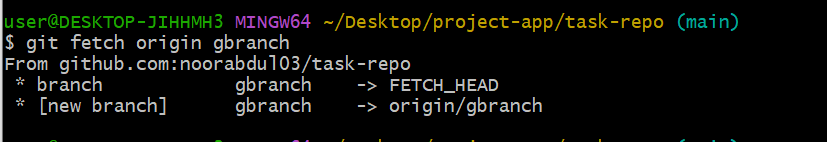 user@DESKTOP-JIHHMH3 MINGW64 ~/Desktop/project-app/task-repo (main)
$ git fetch origin gbranch
From github.com:noorabdul03/task-repo
 * branch            gbranch    -> FETCH_HEAD
 * [new branch]      gbranch    -> origin/gbranch